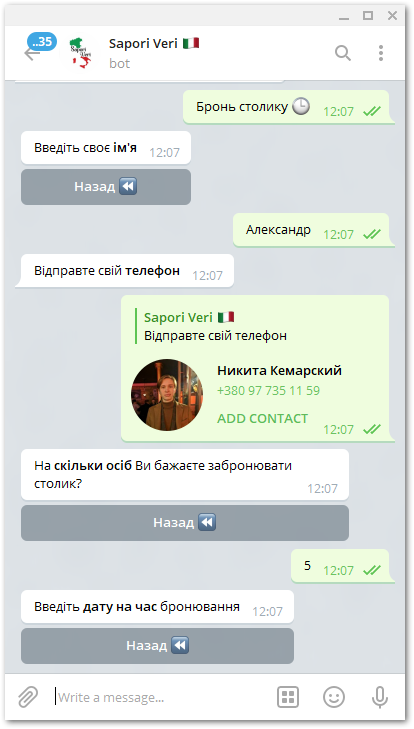 ..35
Sapori Veri
Sapori Veri 🇮🇹
bot
Бронь столику 🕒 12:07
Введіть своє ім'я 12:07
Назад ⏪
Александр 12:07
Відправте свій телефон 12:07
Sapori Veri 🇮🇹
Відправте свій телефон
Никита Кемарский
+380 97 735 11 59
ADD CONTACT
12:07
На скільки осіб Ви бажаєте забронювати
столик?
12:07
Назад ⏪
5 12:07
Введіть дату на час бронювання 12:07
Назад ⏪
Write a message...